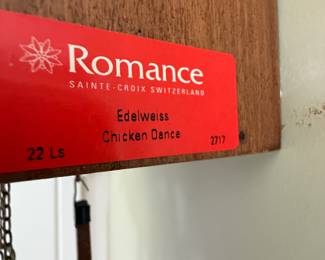 Romance
SAINTE-CROIX SWITZERLAND
Edelweiss
Chicken Dance
22 Ls 2717